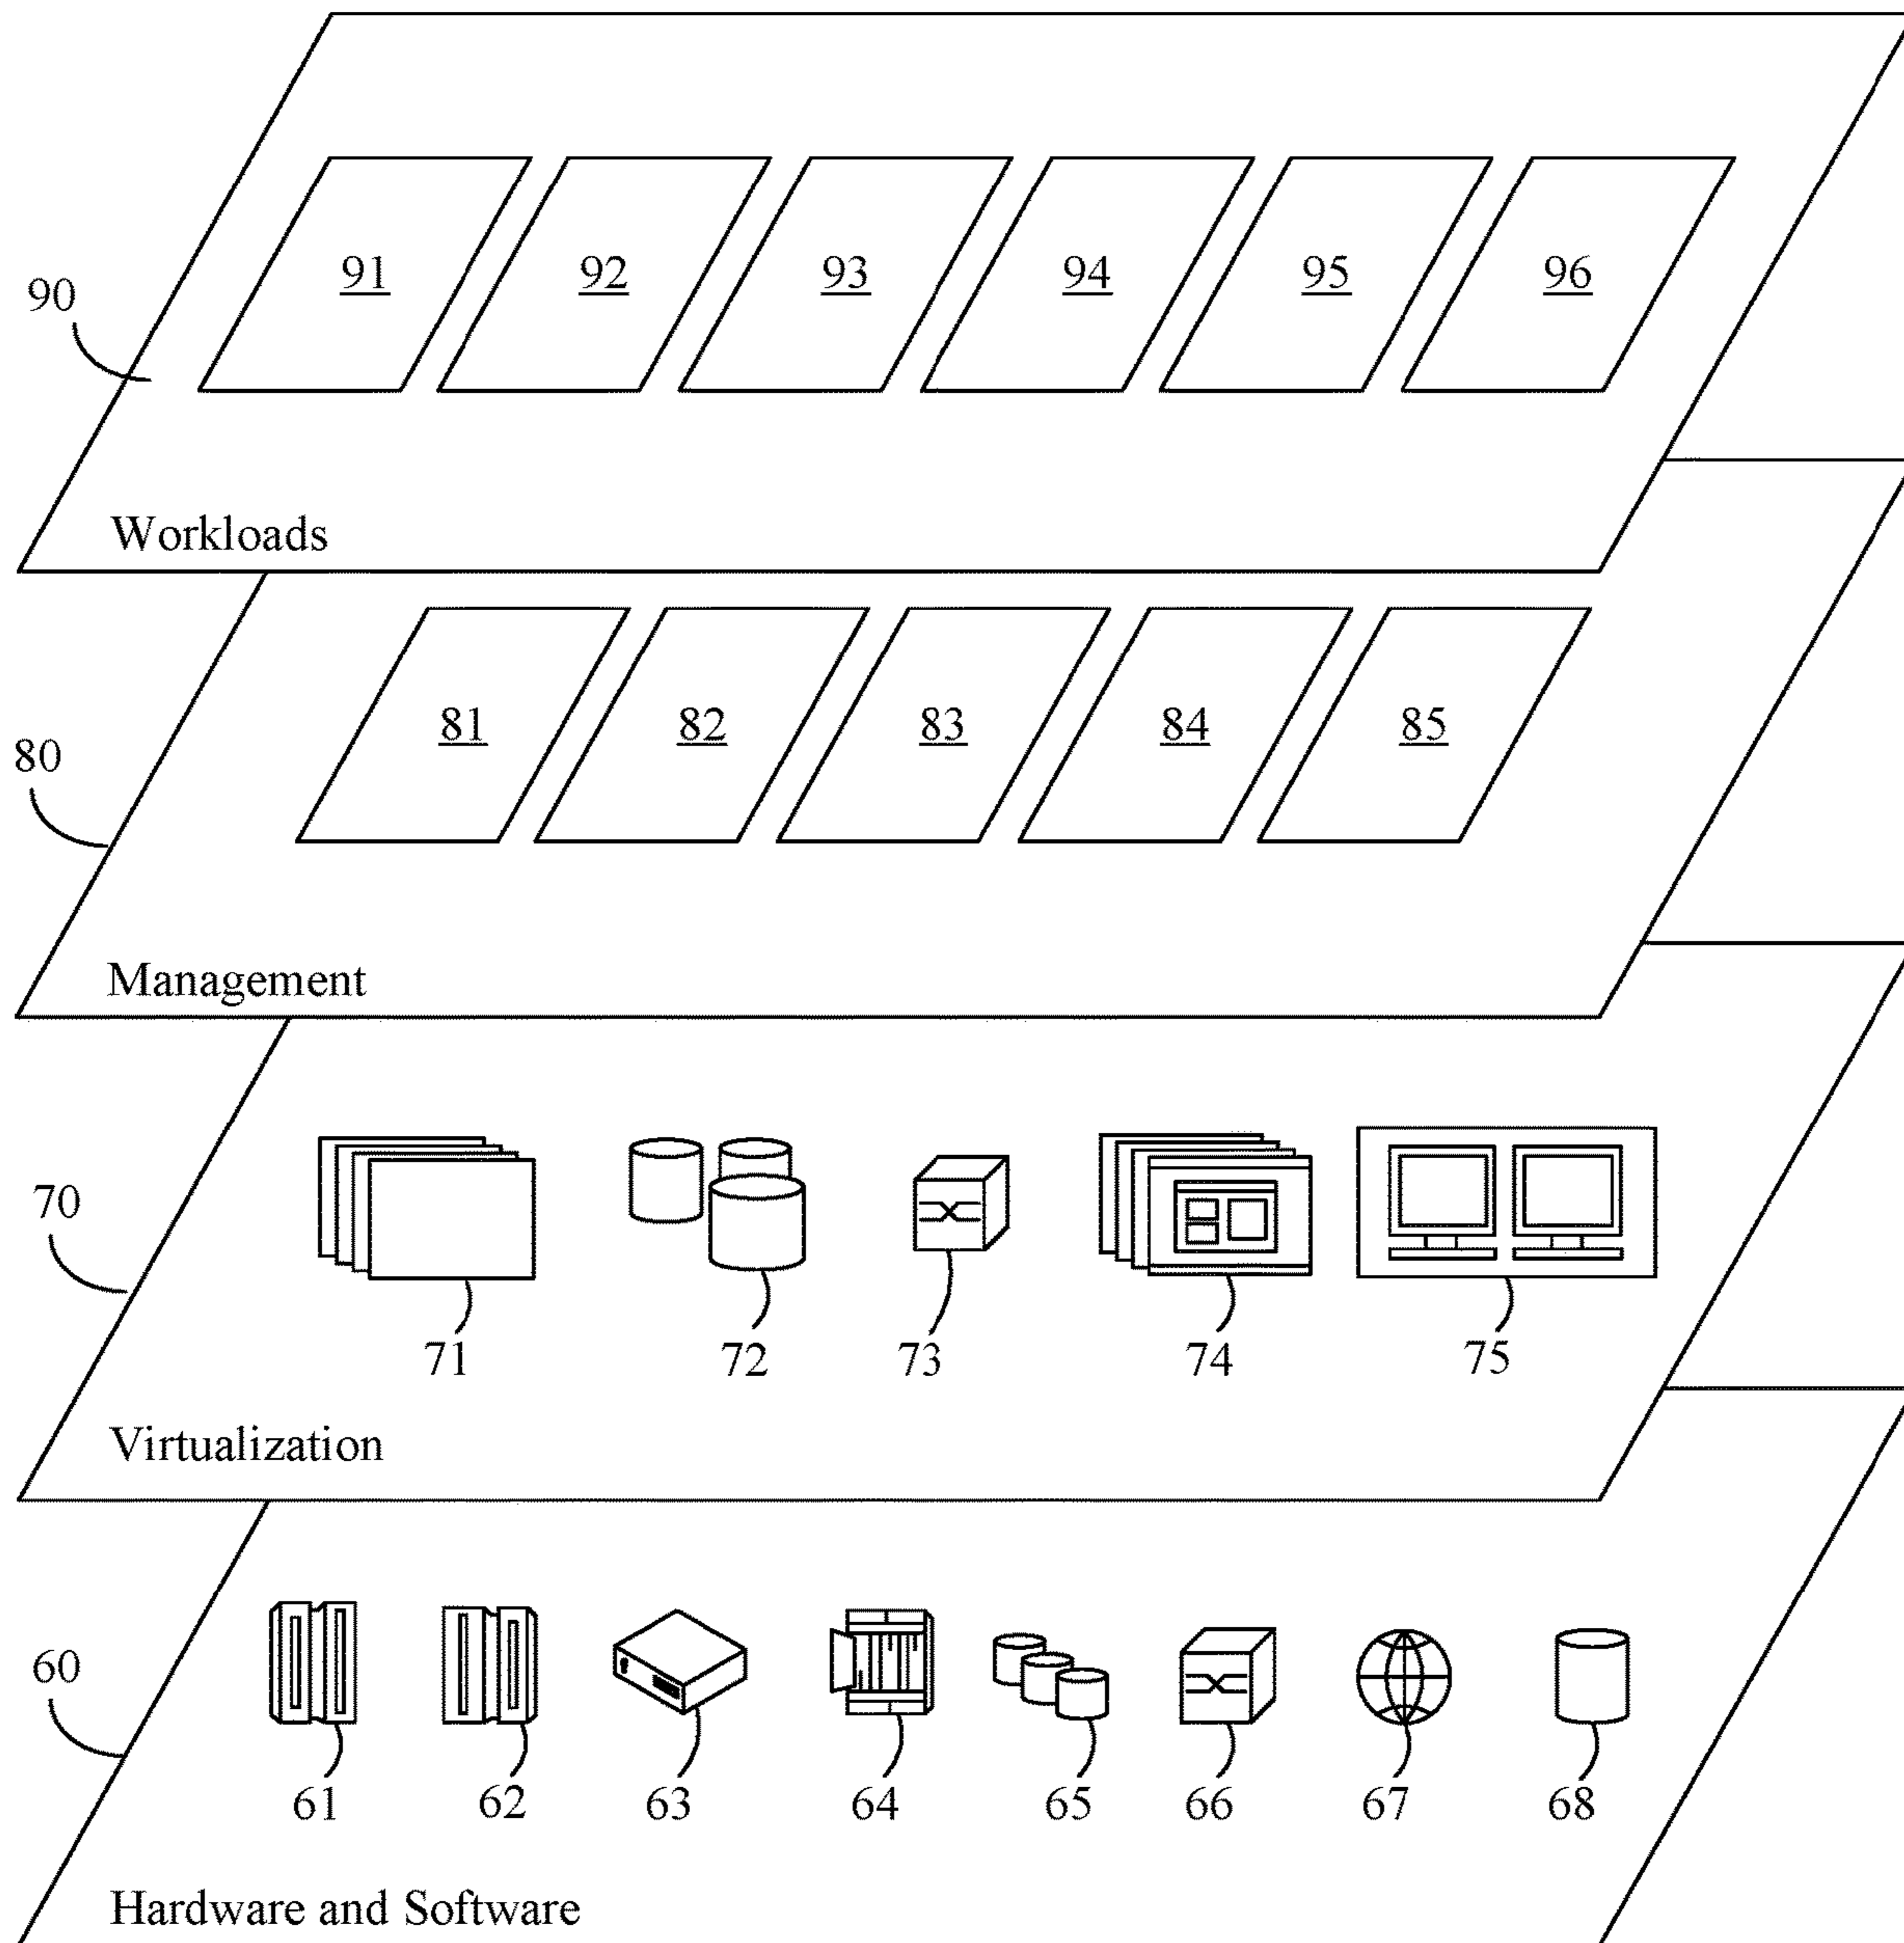 91 92 93 94 95 96
90
Workloads
81 82 83 84 85
80
Management
70
71 72 73 74 75
Virtualization
60
61 62 63 64 65 66 67 68
Hardware and Software